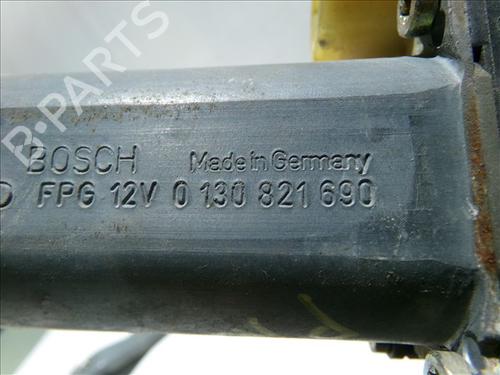 B-PARTS
BOSCH Made in Germany
FPG 12V 0 130 821 690